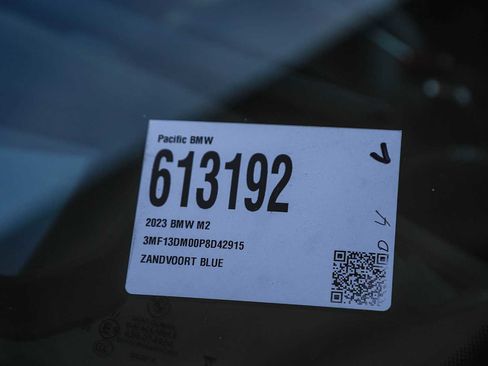 Pacific BMW
613192
2023 BMW M2
3MF13DM00P8D42915
ZANDVOORT BLUE